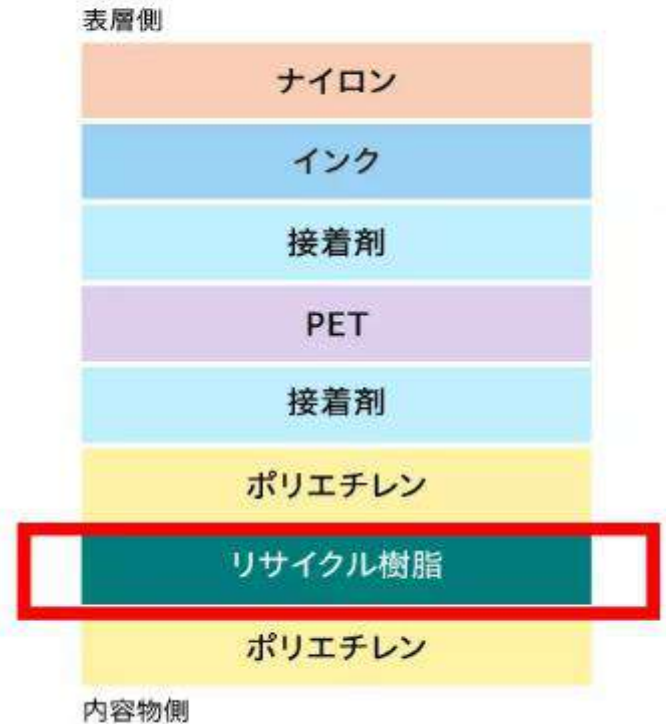 表層側
ナイロン
インク
接着剤
PET
接着剤
ポリエチレン
リサイクル樹脂
ポリエチレン
内容物側